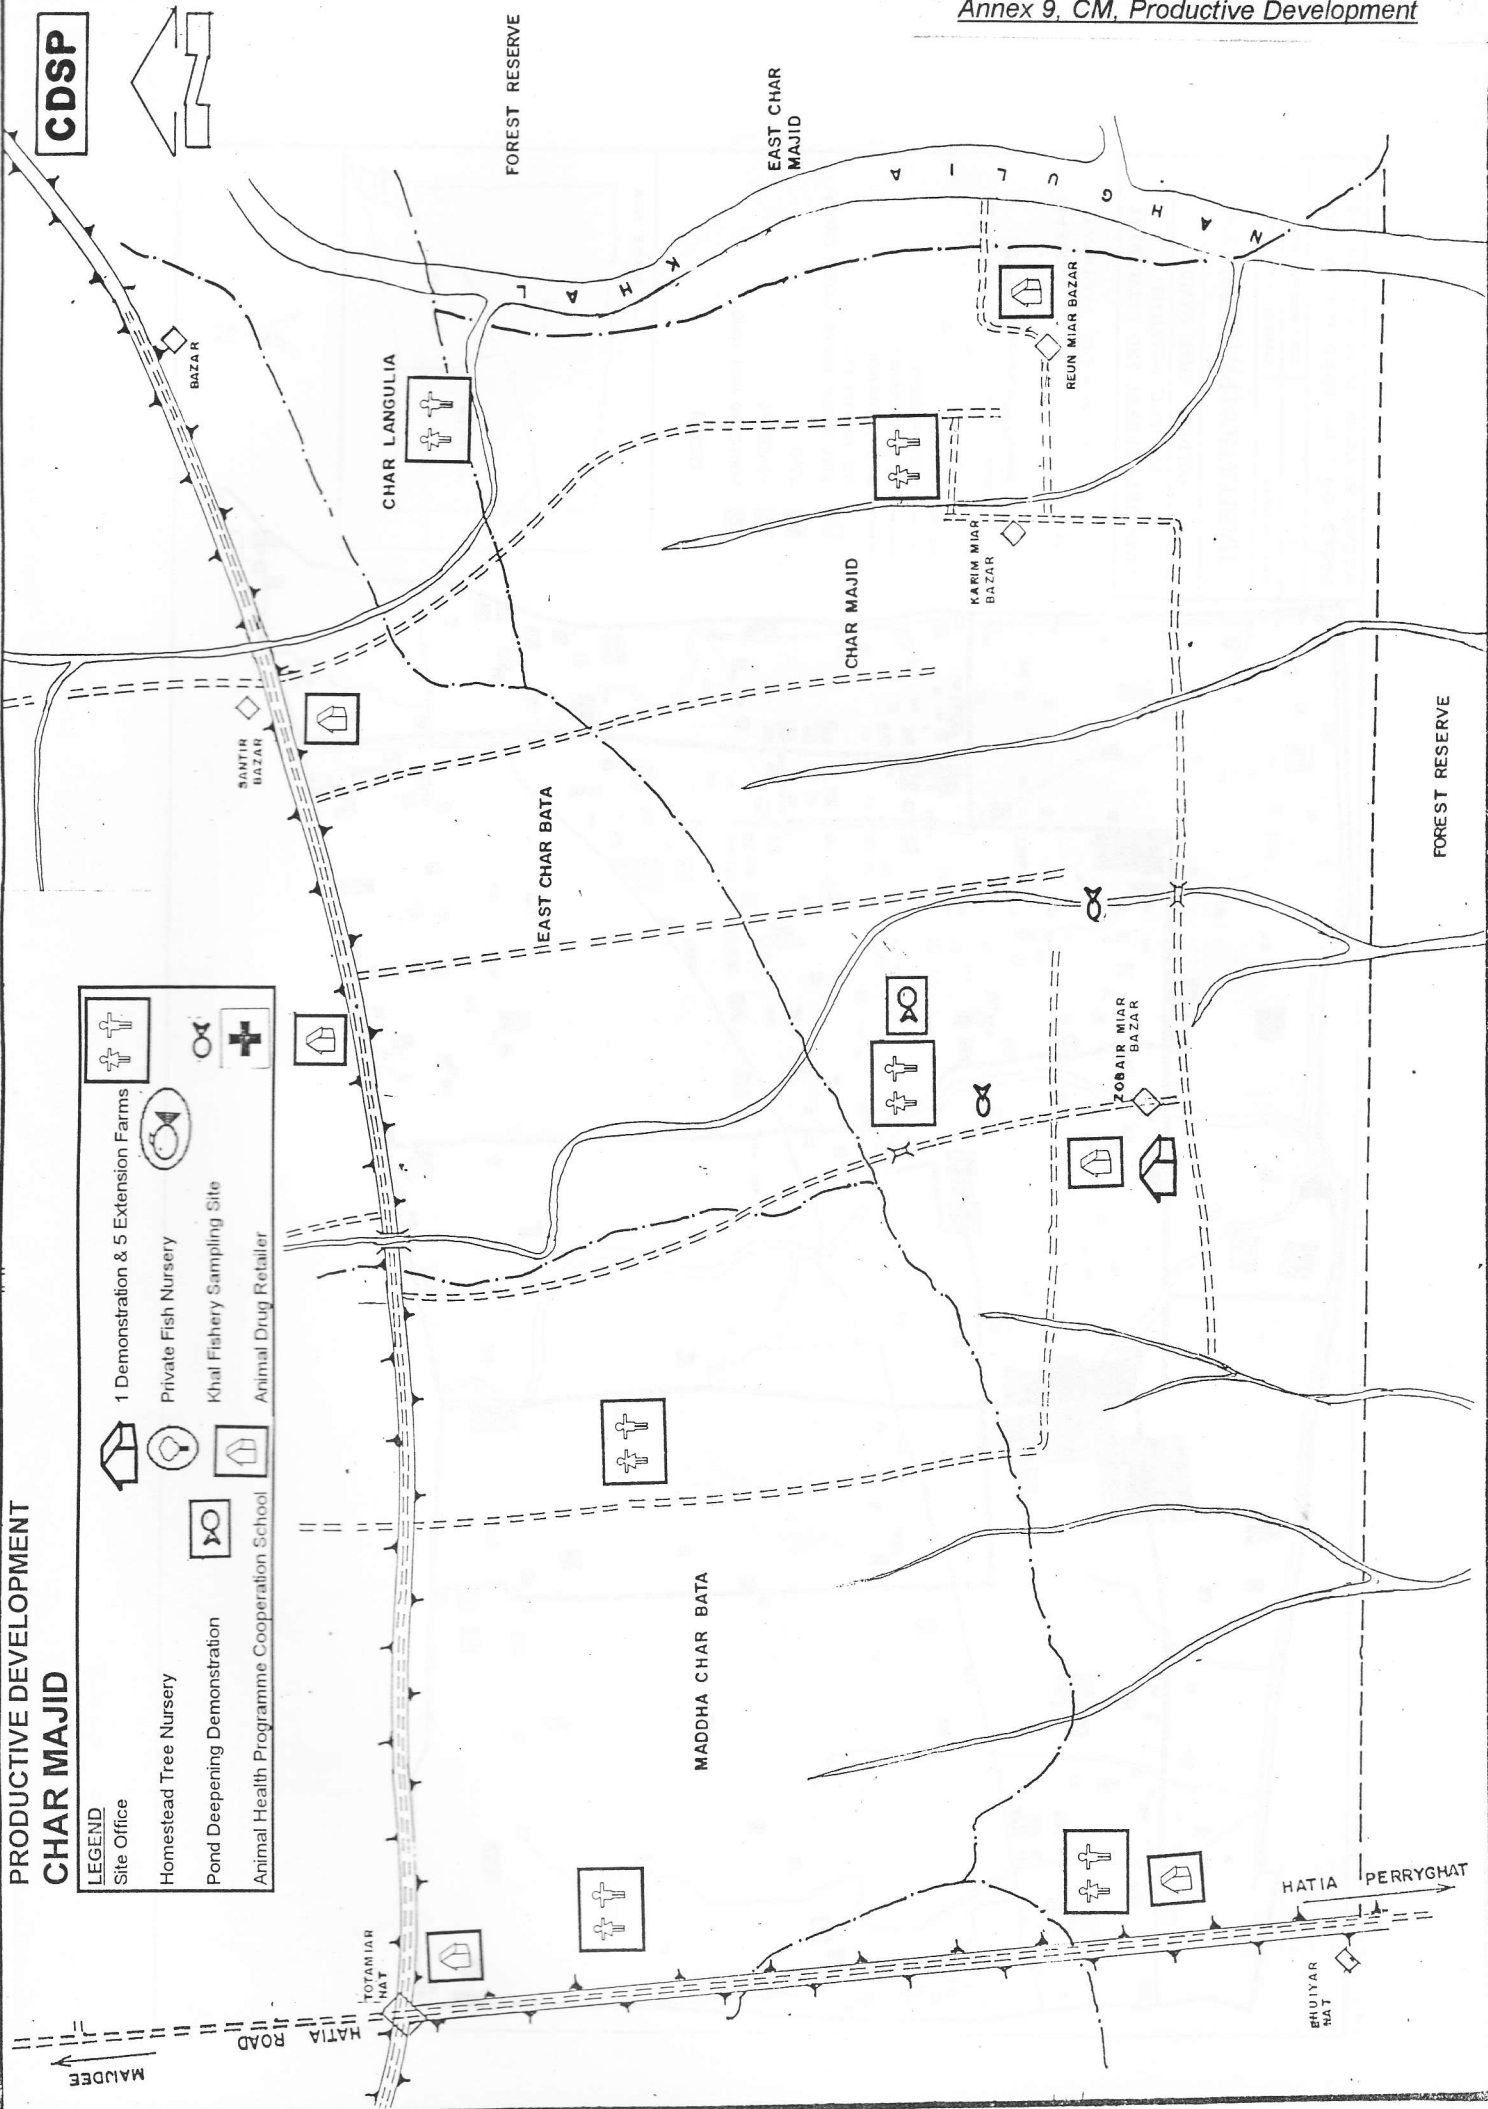 Annex 9, CM, Productive Development
CDSP
PRODUCTIVE DEVELOPMENT
CHAR MAJID
LEGEND
Site Office
1 Demonstration & 5 Extension Farms
Homestead Tree Nursery
Private Fish Nursery
Pond Deepening Demonstration
Khal Fishery Sampling Site
Animal Health Programme Cooperation School
Animal Drug Retailer
FOREST RESERVE
EAST CHAR
MAJID
BAZAR
CHAR LANGULIA
KHAL
NANGHULIA
REUN MIAR BAZAR
KARIM MIAR
BAZAR
CHAR MAJID
SANTIR
BAZAR
EAST CHAR BATA
FOREST RESERVE
ZOBAIR MIAR
BAZAR
MADDHA CHAR BATA
TOTAMIAR
NAT
HATIA ROAD
MAIJDEE
HATIA PERRYGHAT
BHUIYAR
NAT